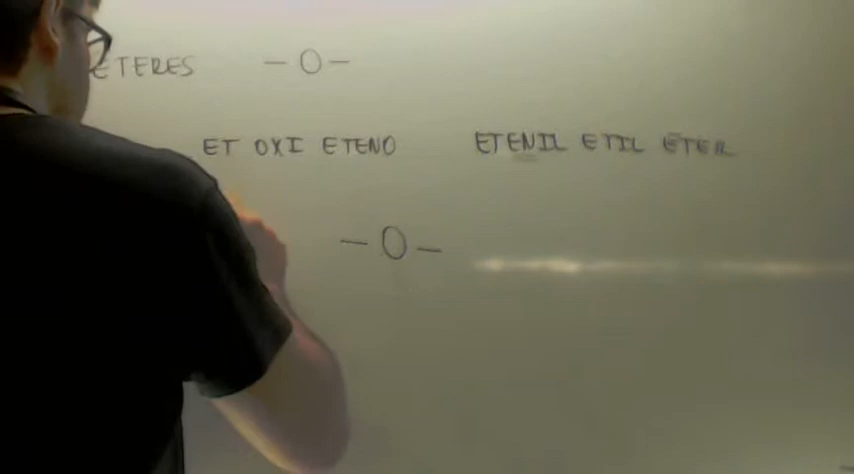 ETERES —O—
ET OXI ETENO ETENIL ETIL ETER
—O—